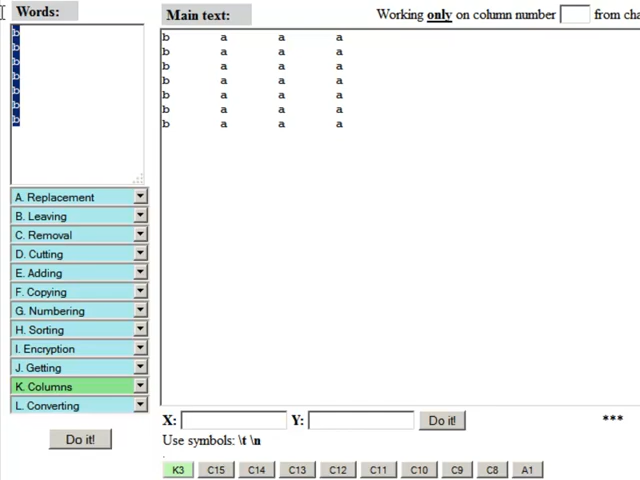 Words:
Main text:
Working only on column number from cha
b
b
b
b
b
b
b
b a a a
b a a a
b a a a
b a a a
b a a a
b a a a
b a a a
A. Replacement
B. Leaving
C. Removal
D. Cutting
E. Adding
F. Copying
G. Numbering
H. Sorting
I. Encryption
J. Getting
K. Columns
L. Converting
Do it!
X: Y: Do it! ***
Use symbols: \t \n
K3 C15 C14 C13 C12 C11 C10 C9 C8 A1